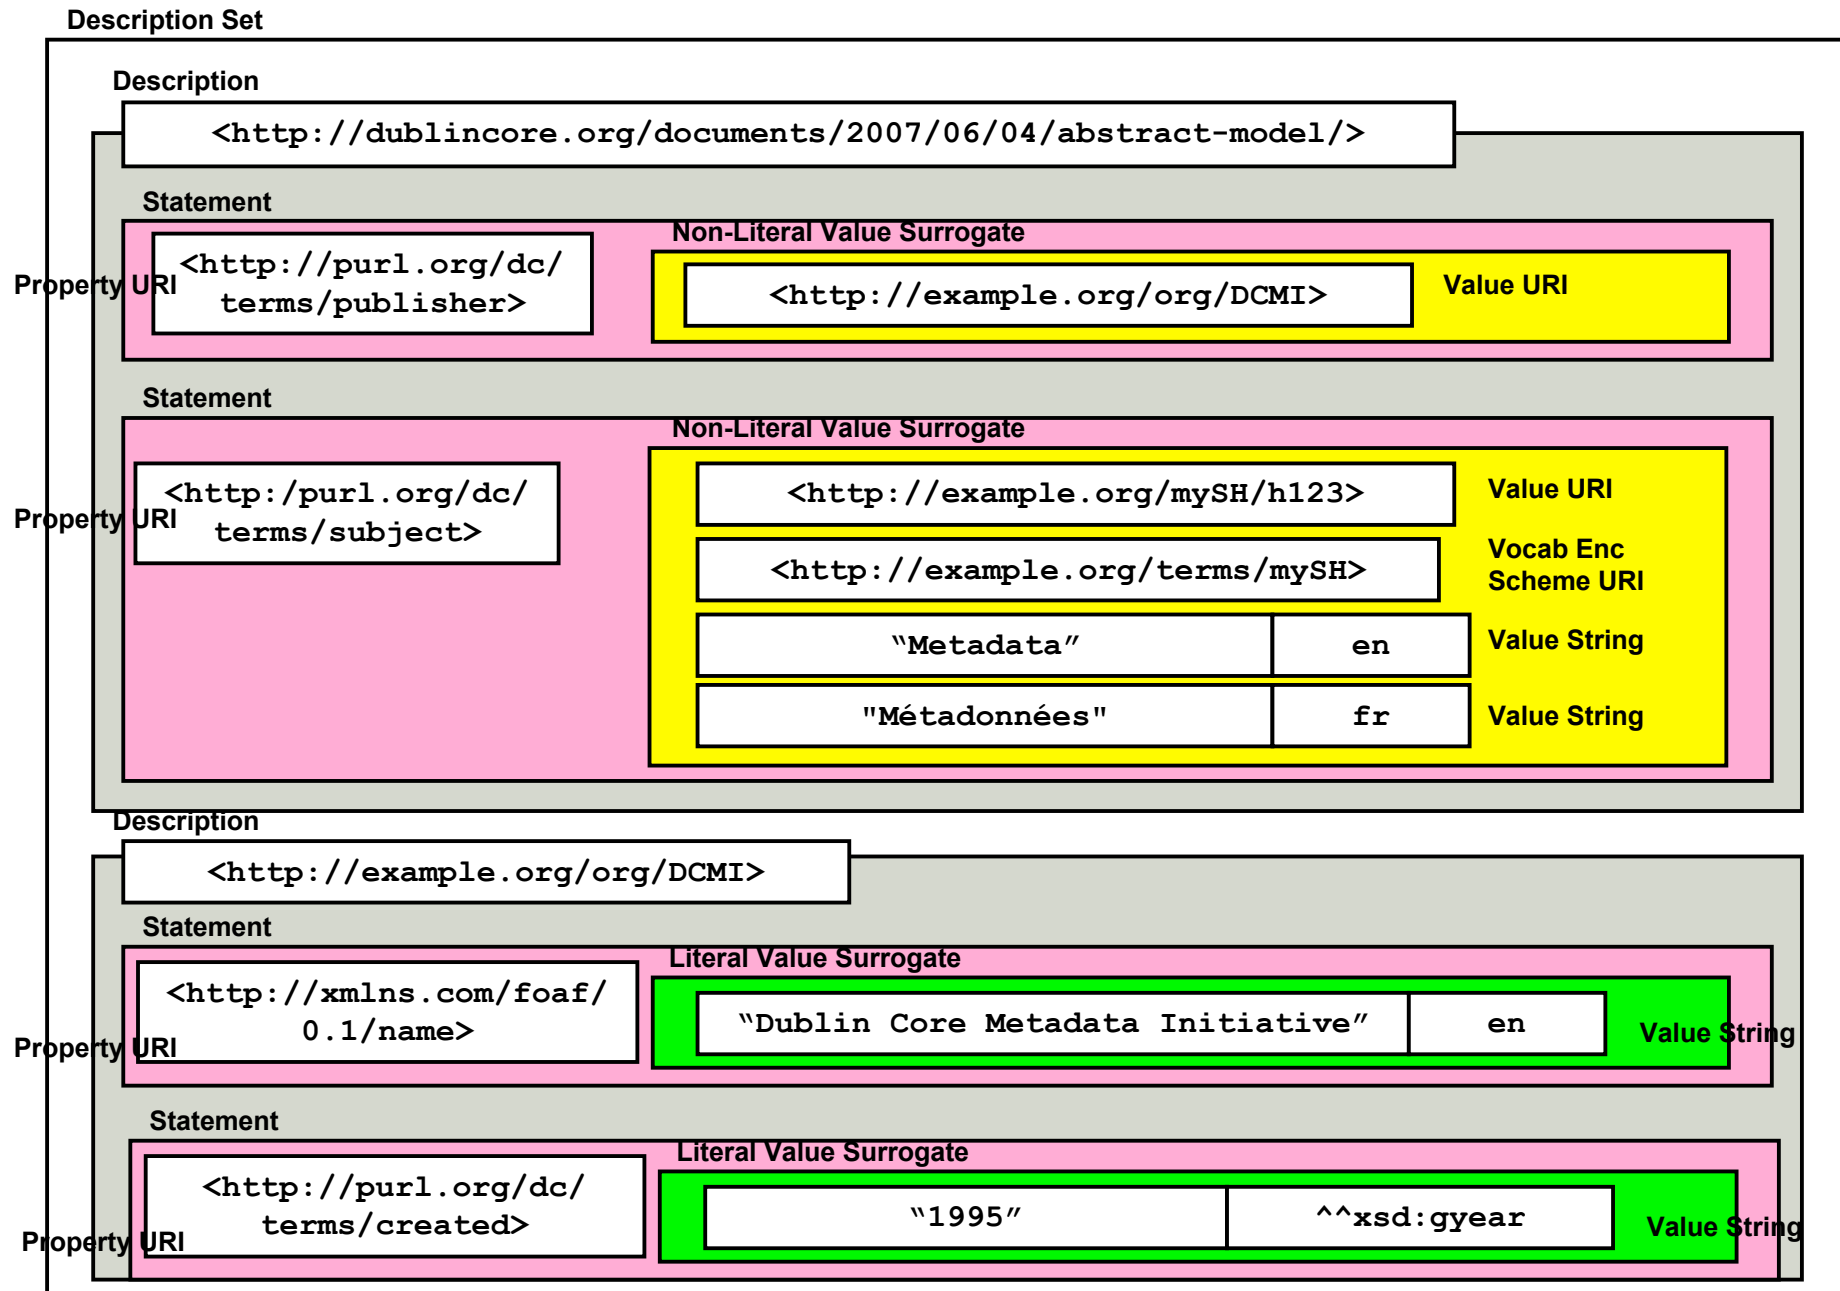 Description Set
Description
<http://dublincore.org/documents/2007/06/04/abstract-model/>
Statement
Non-Literal Value Surrogate
Property URI
<http://purl.org/dc/
terms/publisher>
<http://example.org/org/DCMI>
Value URI
Statement
Non-Literal Value Surrogate
Property URI
<http:/purl.org/dc/
terms/subject>
<http://example.org/mySH/h123>
Value URI
<http://example.org/terms/mySH>
Vocab Enc
Scheme URI
“Metadata” en
Value String
"Métadonnées" fr
Value String
Description
<http://example.org/org/DCMI>
Statement
Literal Value Surrogate
Property URI
<http://xmlns.com/foaf/
0.1/name>
“Dublin Core Metadata Initiative” en
Value String
Statement
Literal Value Surrogate
Property URI
<http://purl.org/dc/
terms/created>
“1995” ^^xsd:gyear
Value String